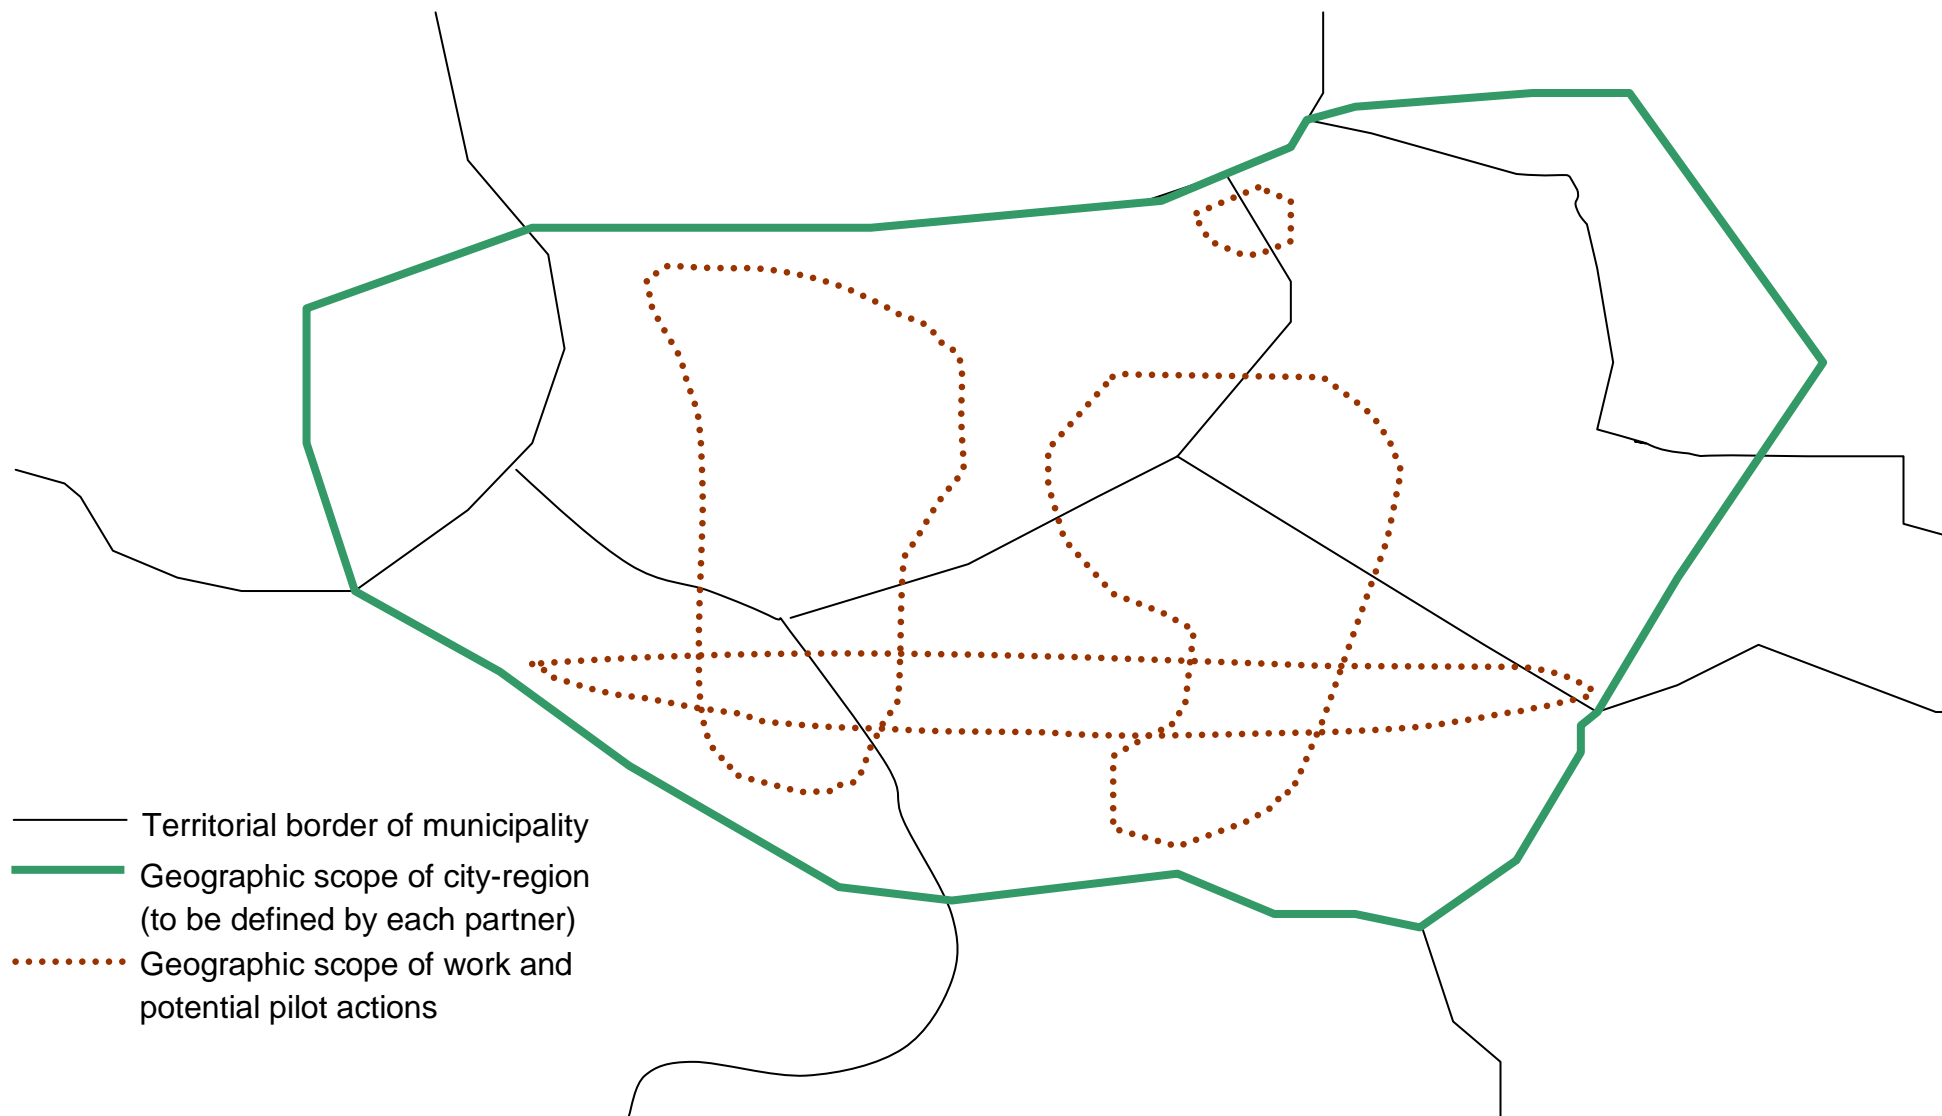 Territorial border of municipality
Geographic scope of city-region
(to be defined by each partner)
Geographic scope of work and
potential pilot actions